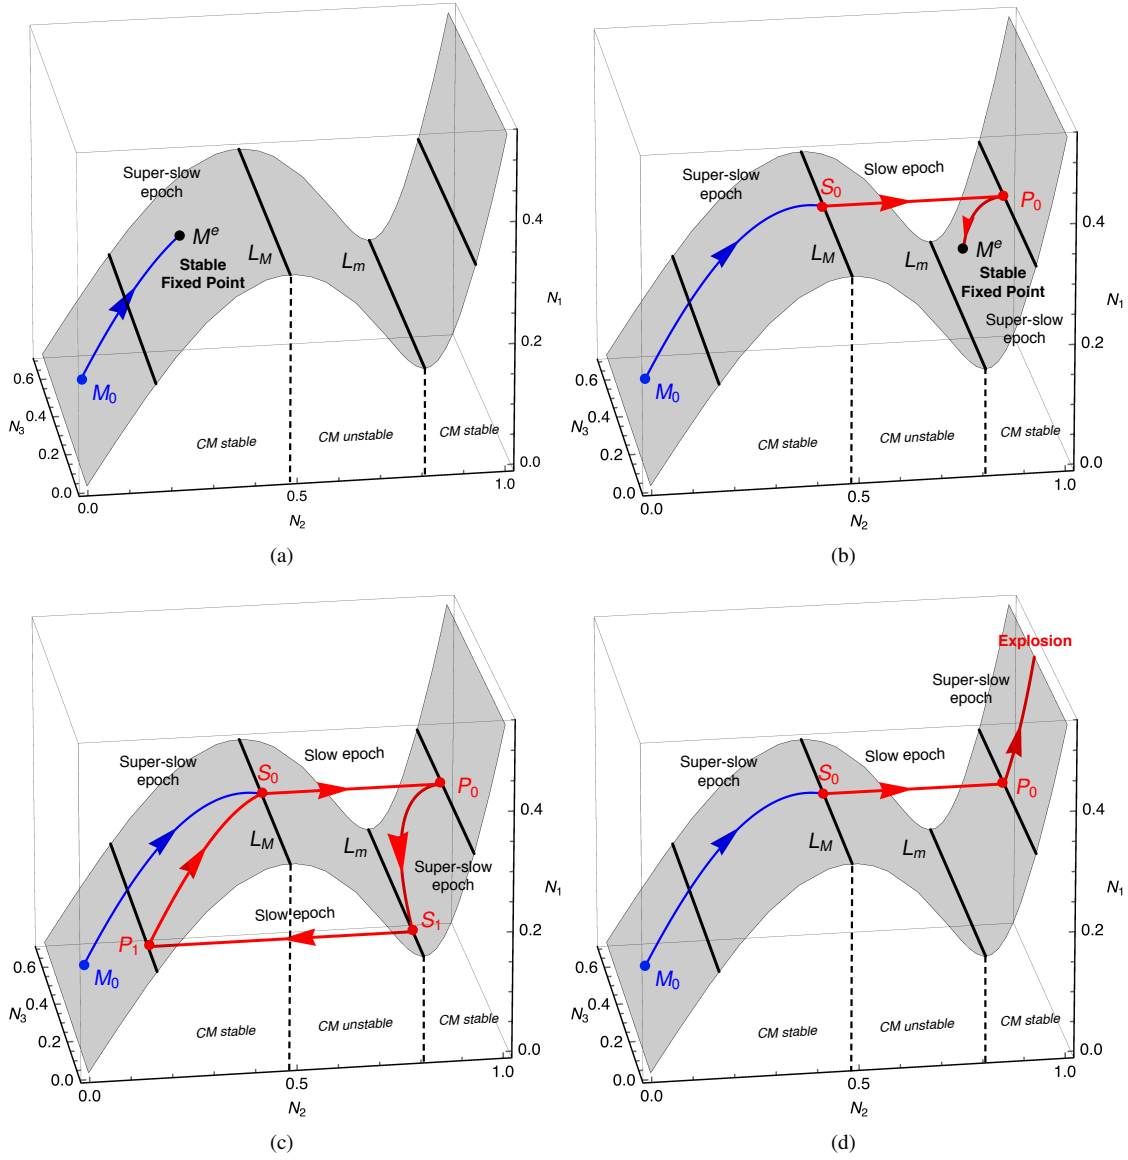 Super-slow
epoch
M^e
Stable
Fixed Point
L_M
L_m
M_0
0.4
N_1
0.2
0.0
0.6
N_3
0.4
0.2
0.0
CM stable
CM unstable
CM stable
0.0
0.5
1.0
N_2
(a)
Super-slow
epoch
Slow epoch
S_0
P_0
M^e
Stable
Fixed Point
Super-slow
epoch
L_M
L_m
M_0
0.4
N_1
0.2
0.0
0.6
N_3
0.4
0.2
0.0
CM stable
CM unstable
CM stable
0.0
0.5
1.0
N_2
(b)
Super-slow
epoch
Slow epoch
S_0
P_0
L_M
L_m
Super-slow
epoch
Slow epoch
S_1
P_1
M_0
0.4
N_1
0.2
0.0
0.6
N_3
0.4
0.2
0.0
CM stable
CM unstable
CM stable
0.0
0.5
1.0
N_2
(c)
Explosion
Super-slow
epoch
Super-slow
epoch
Slow epoch
S_0
P_0
L_M
L_m
M_0
0.4
N_1
0.2
0.0
0.6
N_3
0.4
0.2
0.0
CM stable
CM unstable
CM stable
0.0
0.5
1.0
N_2
(d)